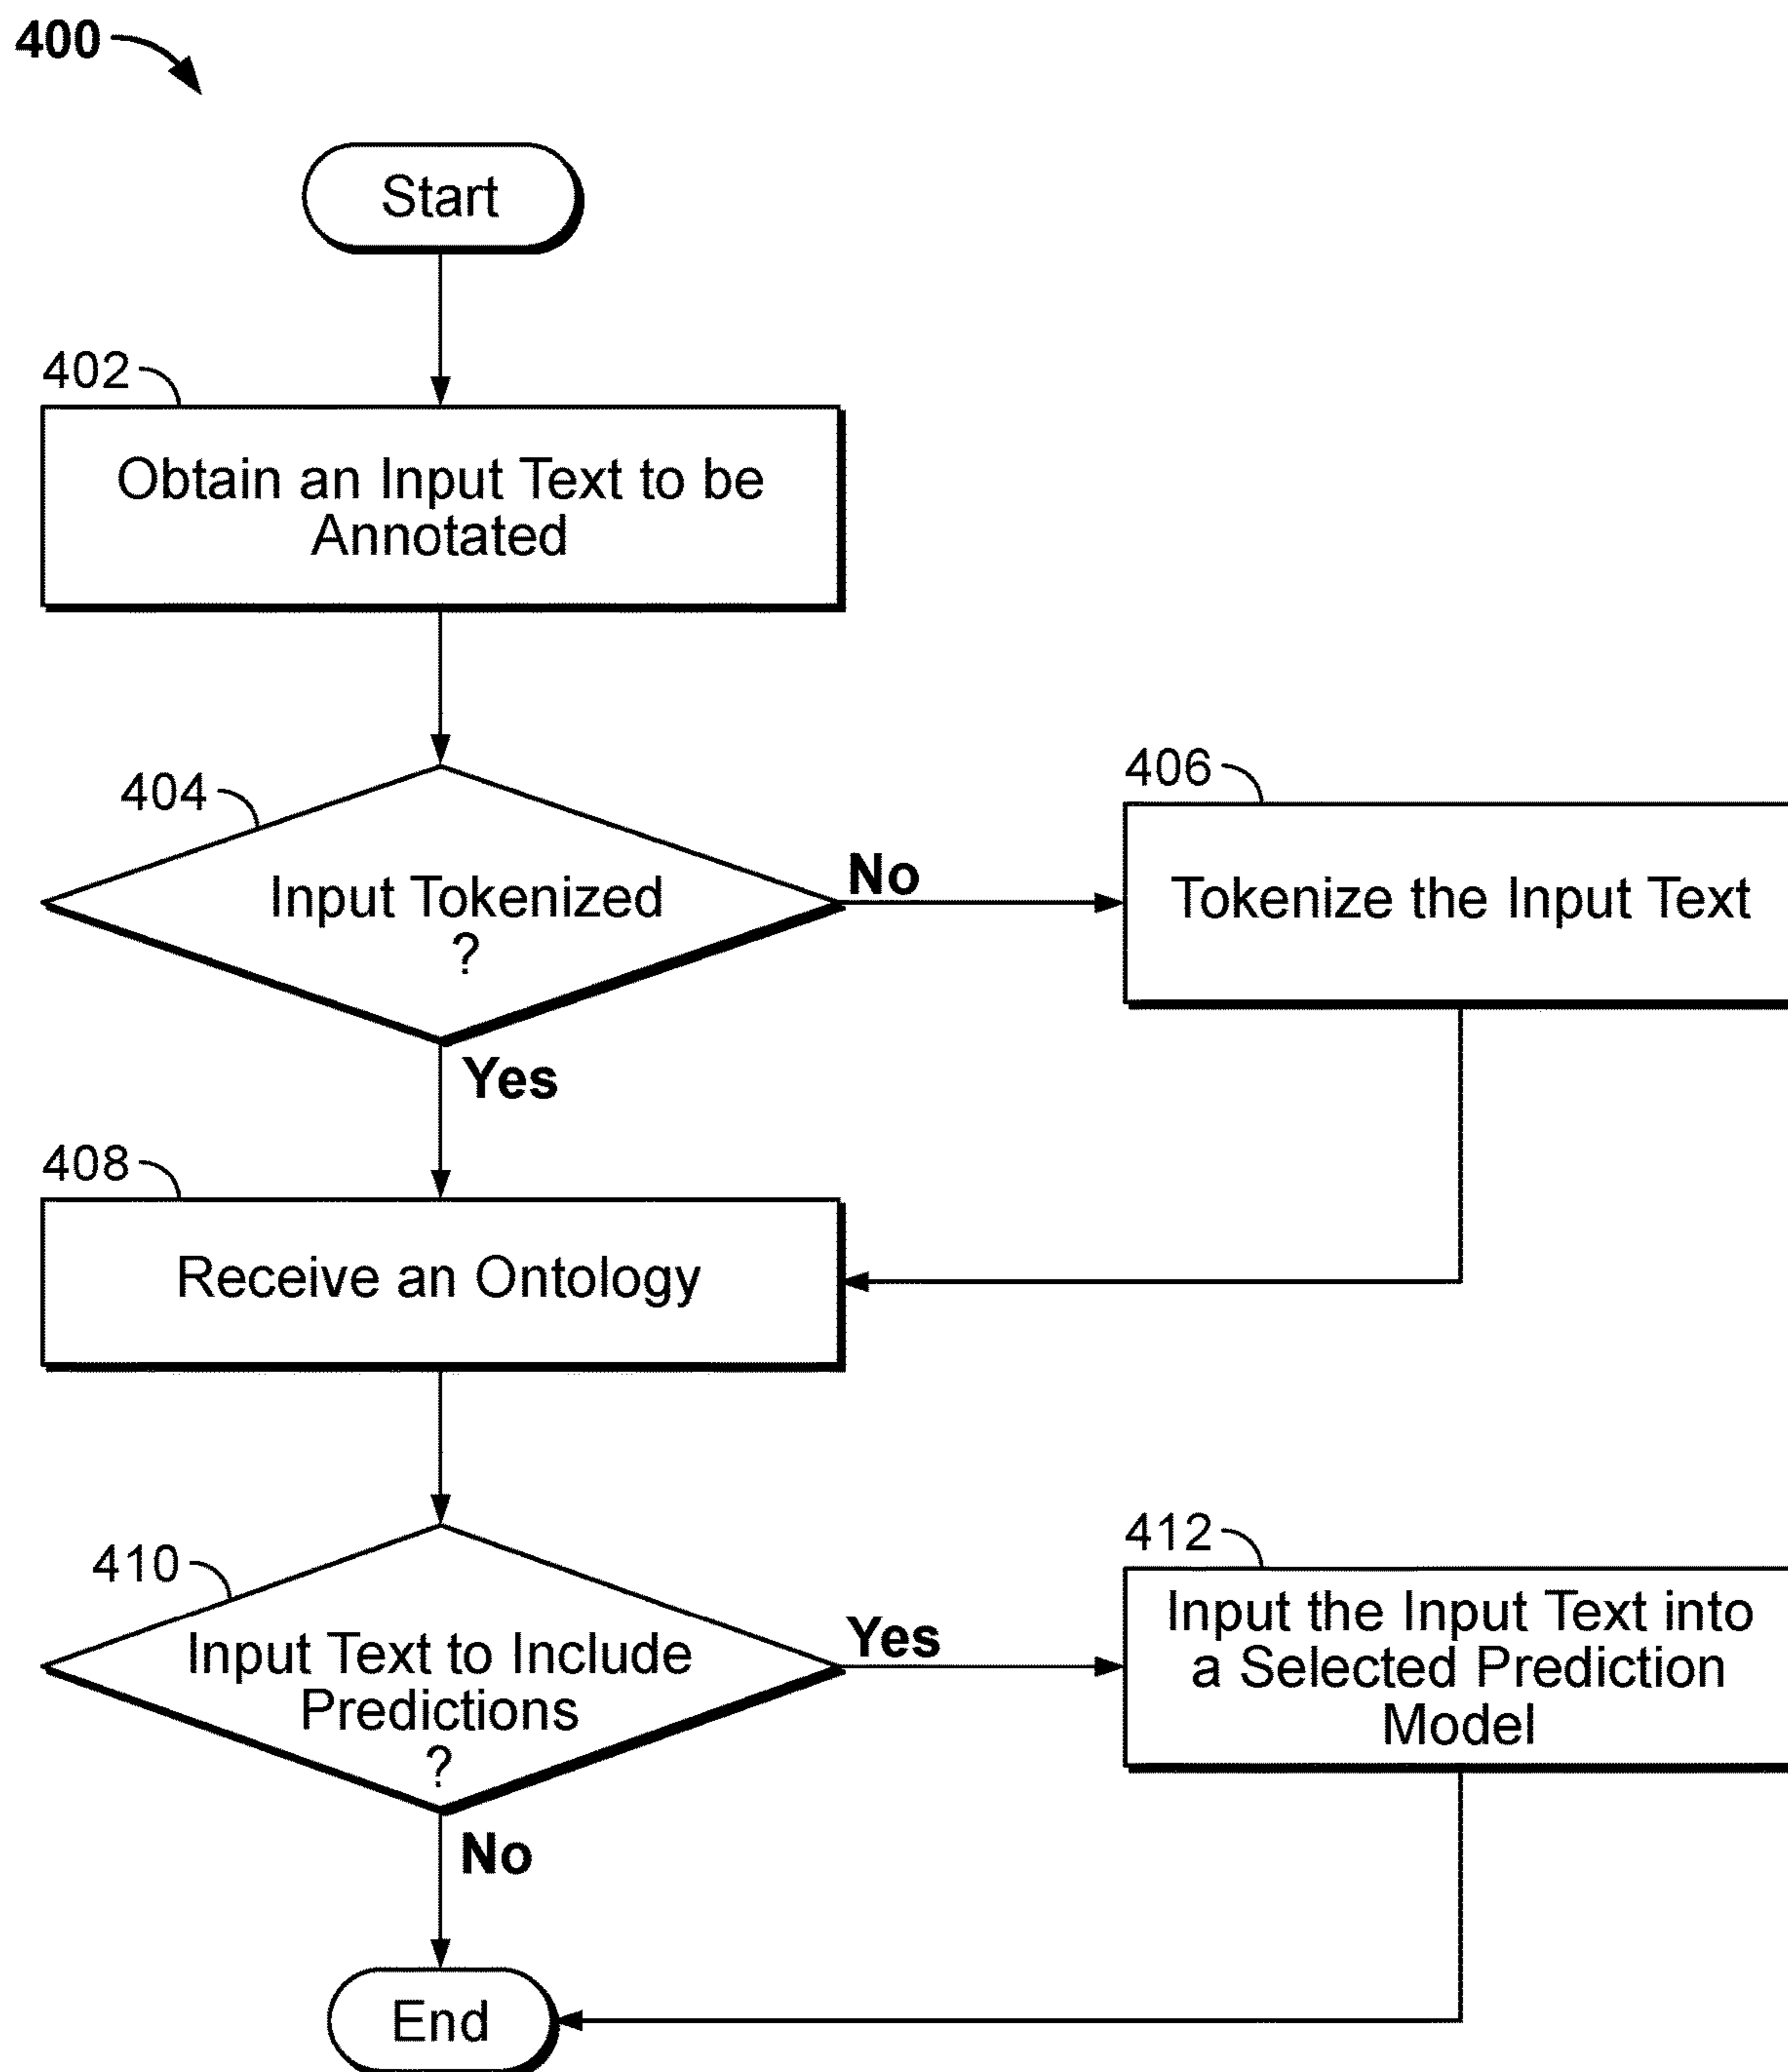 400
Start
402
Obtain an Input Text to be
Annotated
404
Input Tokenized
?
No
406
Tokenize the Input Text
Yes
408
Receive an Ontology
410
Input Text to Include
Predictions
?
Yes
412
Input the Input Text into
a Selected Prediction
Model
No
End